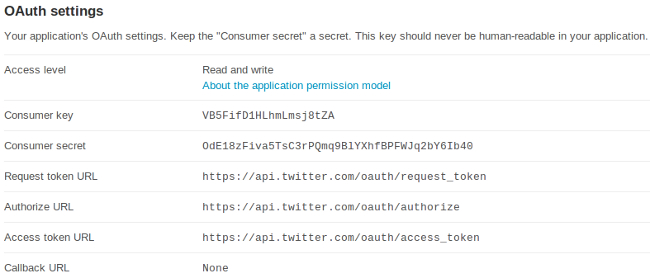 OAuth settings
Your application's OAuth settings. Keep the "Consumer secret" a secret. This key should never be human-readable in your application.
Access level Read and write
About the application permission model
Consumer key VB5FifD1HLhmLmsj8tZA
Consumer secret OdE18zFiva5TsC3rPQmq9BlYXhfBPFWJq2bY6Ib40
Request token URL https://api.twitter.com/oauth/request_token
Authorize URL https://api.twitter.com/oauth/authorize
Access token URL https://api.twitter.com/oauth/access_token
Callback URL None